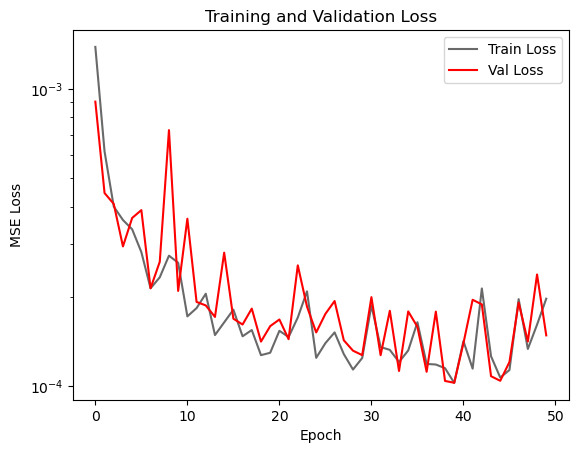 Training and Validation Loss
Train Loss
Val Loss
MSE Loss
10⁻³
10⁻⁴
0 10 20 30 40 50
Epoch